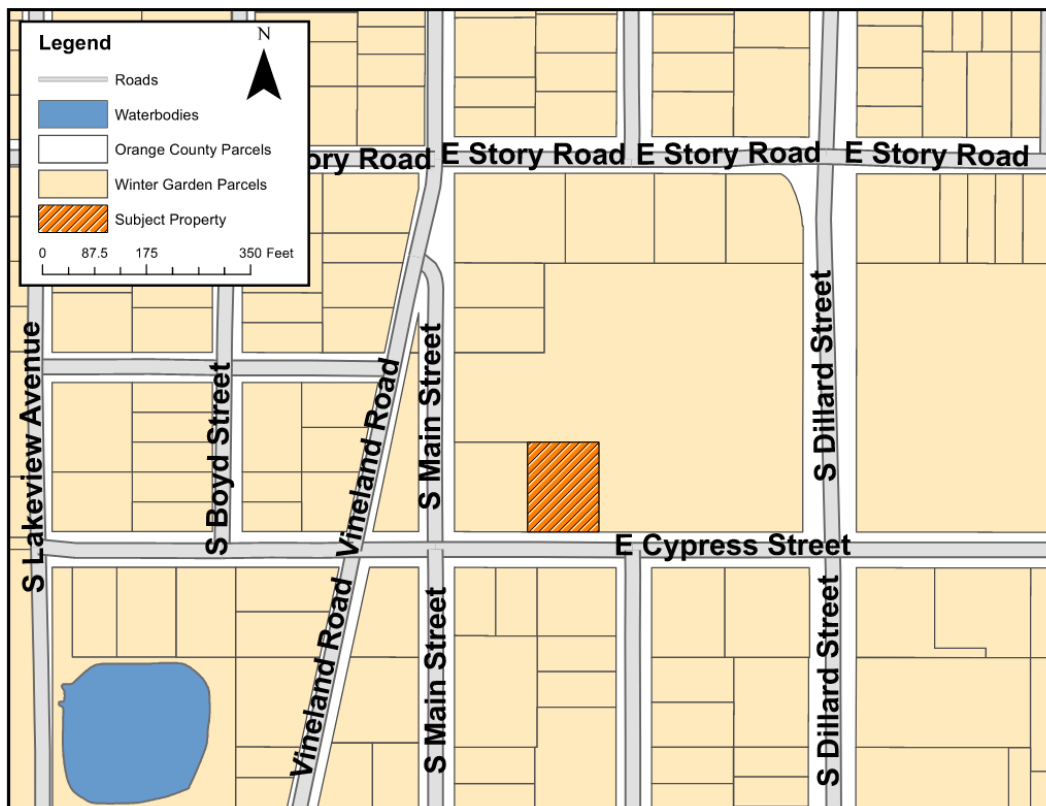 Legend
N
Roads
Waterbodies
Orange County Parcels
Winter Garden Parcels
Subject Property
0 87.5 175 350 Feet
ory Road
E Story Road
E Story Road
E Story Road
S Lakeview Avenue
S Boyd Street
Vineland Road
S Main Street
S Dillard Street
E Cypress Street
Vineland Road
S Main Street
S Dillard Street